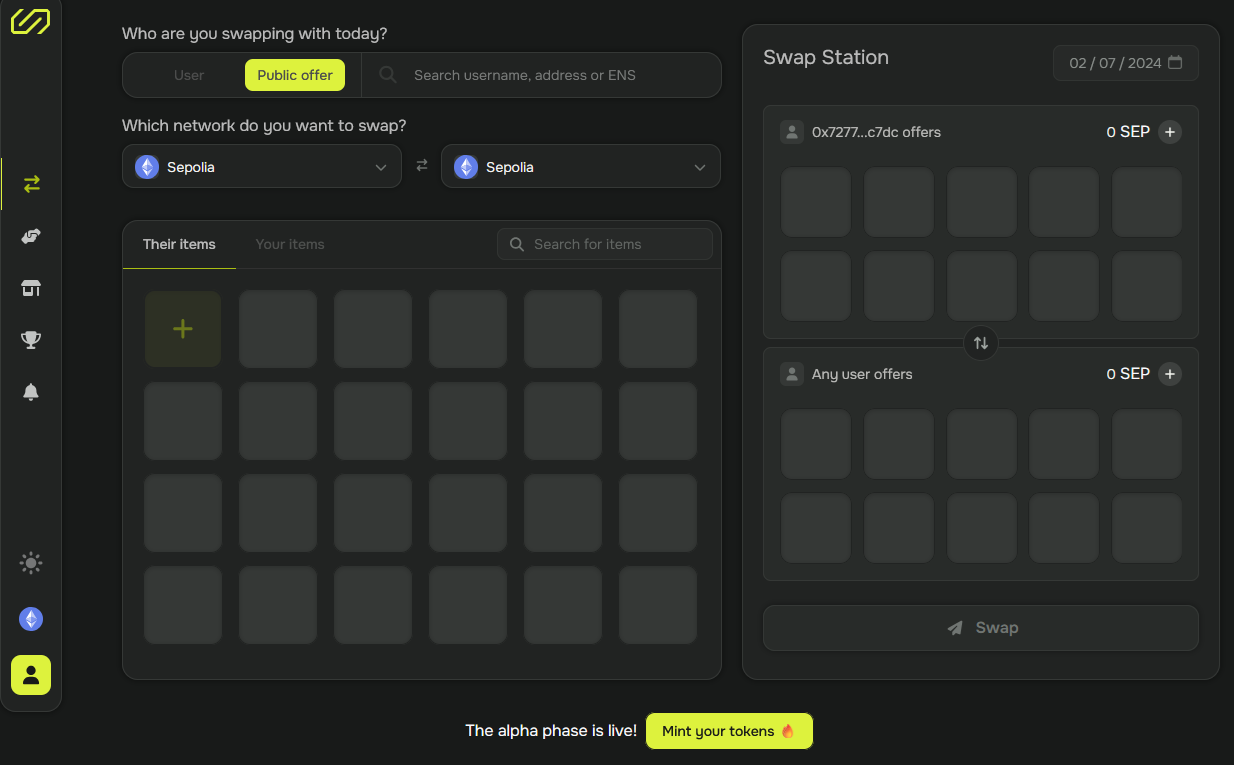 Who are you swapping with today?
User
Public offer
Search username, address or ENS
Which network do you want to swap?
Sepolia
Sepolia
Their items
Your items
Search for items
Swap Station
02 / 07 / 2024
0x7277...c7dc offers
0 SEP
Any user offers
0 SEP
Swap
The alpha phase is live!
Mint your tokens 🔥